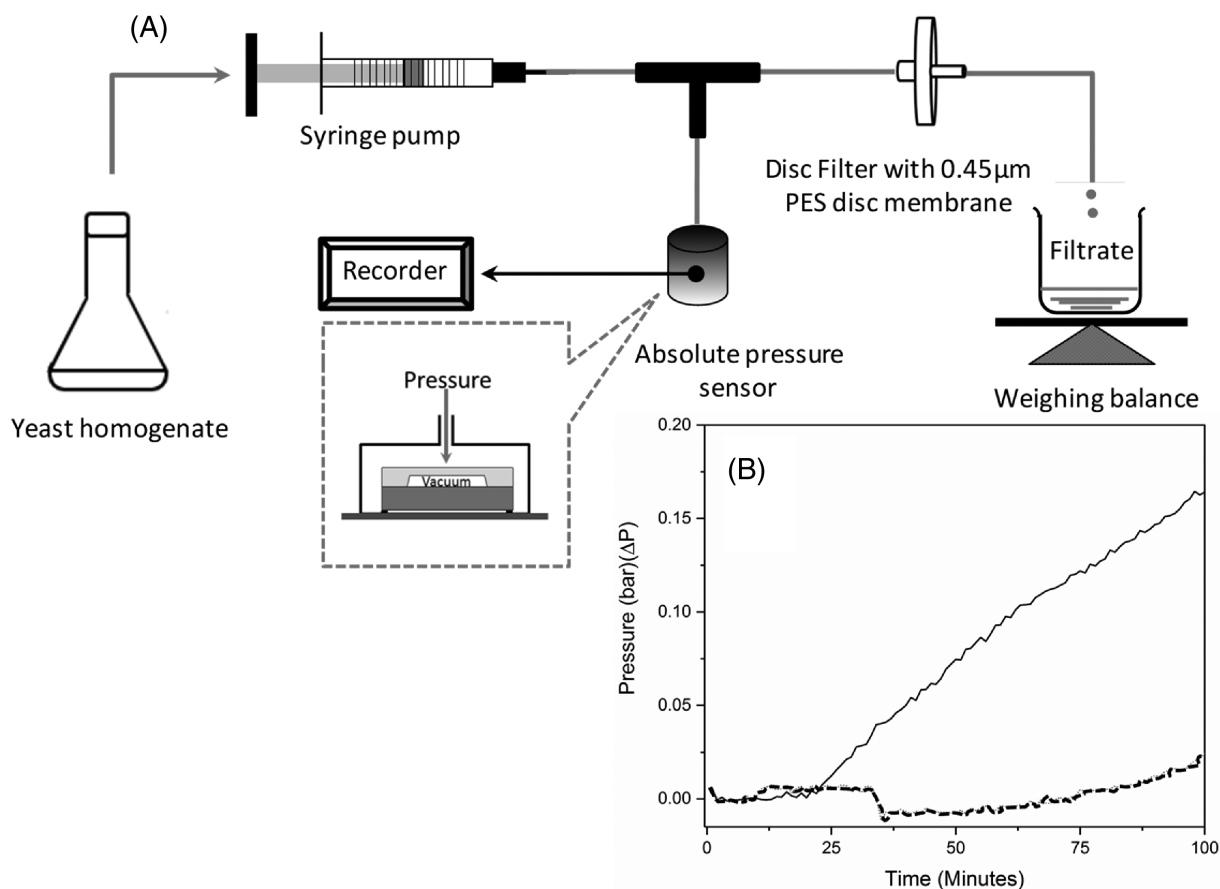 (A)
Syringe pump
Disc Filter with 0.45µm
PES disc membrane
Filtrate
Recorder
Absolute pressure
sensor
Pressure
Vacuum
Yeast homogenate
Weighing balance
(B)
Pressure (bar)(ΔP)
0.20
0.15
0.10
0.05
0.00
0
25
50
75
100
Time (Minutes)